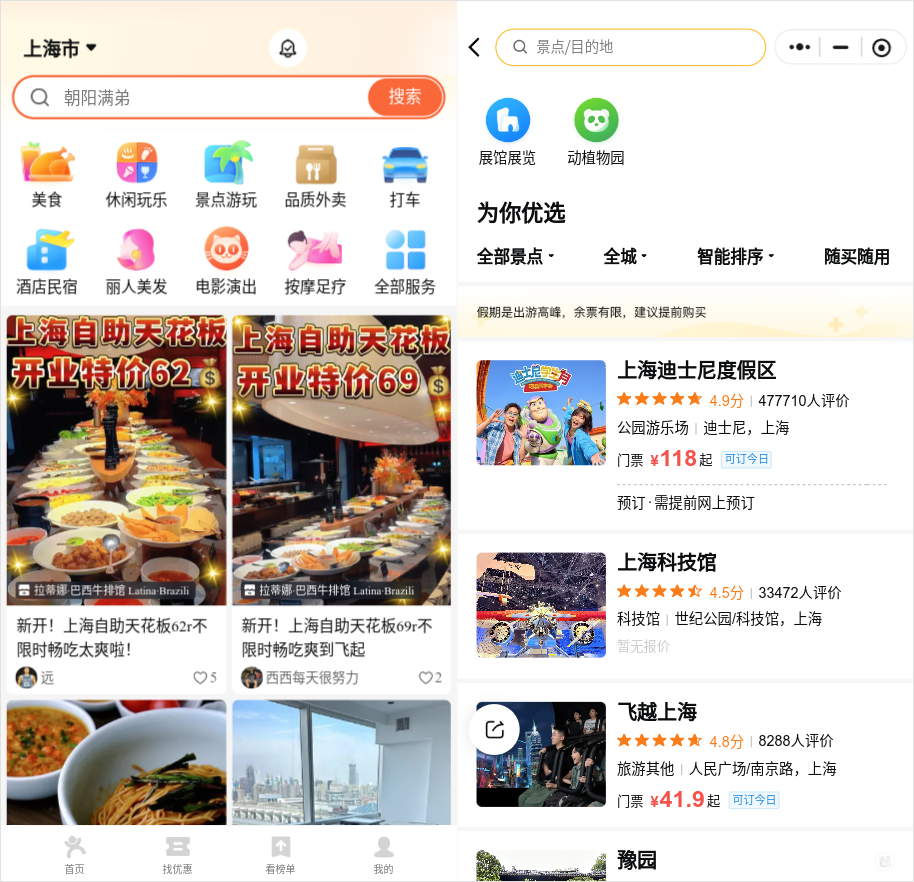 上海市
朝阳满弟
搜索
美食
休闲玩乐
景点游玩
品质外卖
打车
酒店民宿
丽人美发
电影演出
按摩足疗
全部服务
上海自助天花板
开业特价62
拉蒂娜·巴西牛排馆 Latina·Brazili
新开！上海自助天花板62r不
限时畅吃太爽啦！
远
5
上海自助天花板
开业特价69
拉蒂娜·巴西牛排馆 Latina·Brazili
新开！上海自助天花板69r不
限时畅吃爽到飞起
西西每天很努力
2
首页
找优惠
看榜单
我的
景点/目的地
展馆展览
动植物园
为你优选
全部景点
全城
智能排序
随买随用
假期是出游高峰，余票有限，建议提前购买
上海迪士尼度假区
4.9分 | 477710人评价
公园游乐场 | 迪士尼，上海
门票 ¥118起 可订今日
预订·需提前网上预订
上海科技馆
4.5分 | 33472人评价
科技馆 | 世纪公园/科技馆，上海
暂无报价
飞越上海
4.8分 | 8288人评价
旅游其他 | 人民广场/南京路，上海
门票 ¥41.9起 可订今日
豫园